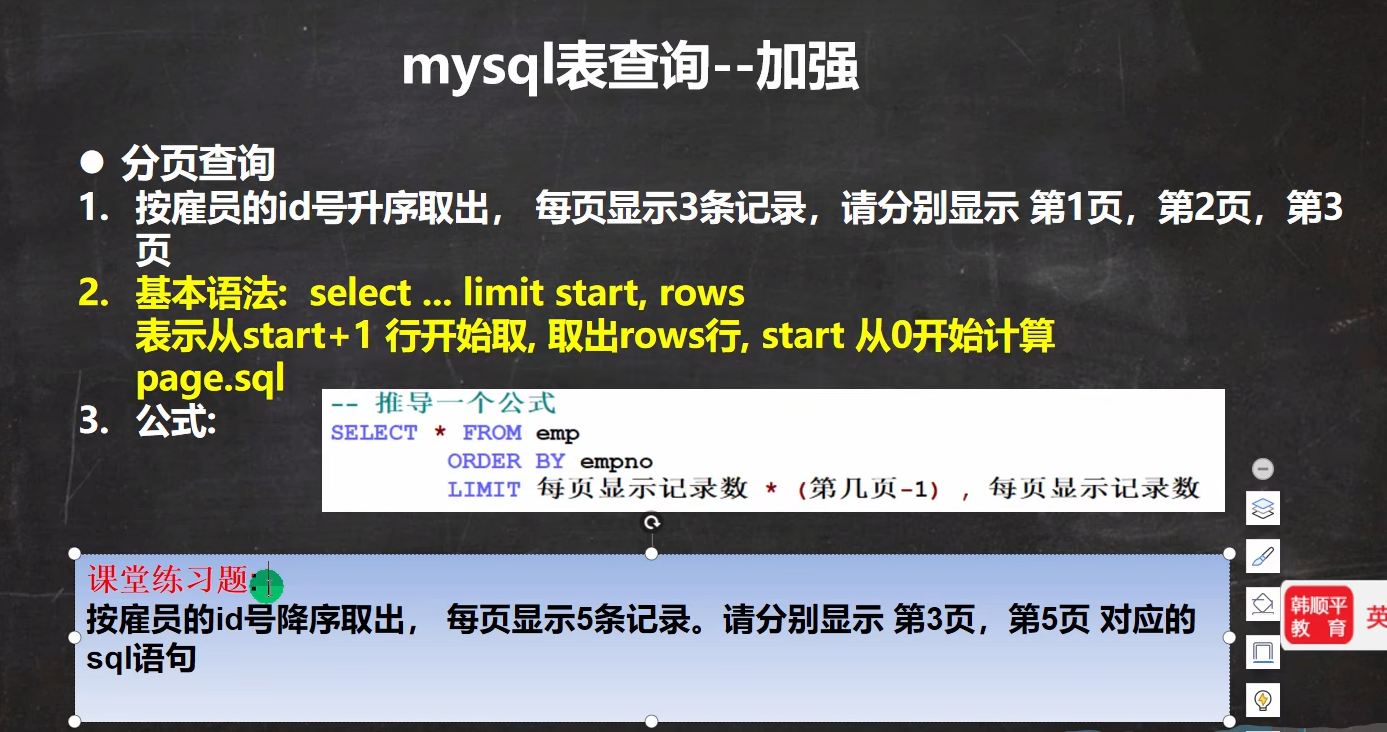 mysql表查询--加强
● 分页查询
1. 按雇员的id号升序取出， 每页显示3条记录，请分别显示 第1页，第2页，第3
页
2. 基本语法: select ... limit start, rows
表示从start+1 行开始取, 取出rows行, start 从0开始计算
page.sql
3. 公式:
-- 推导一个公式
SELECT * FROM emp
ORDER BY empno
LIMIT 每页显示记录数 * (第几页-1) , 每页显示记录数
课堂练习题:
按雇员的id号降序取出， 每页显示5条记录。请分别显示 第3页，第5页 对应的
sql语句
韩顺平
教 育
英